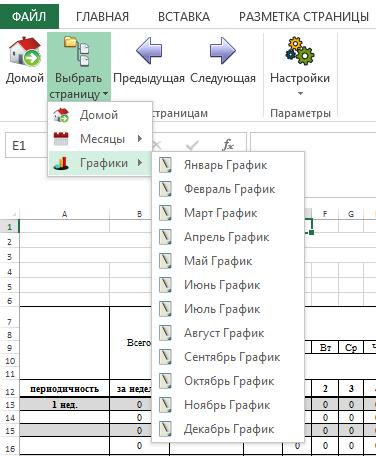 ФАЙЛ ГЛАВНАЯ ВСТАВКА РАЗМЕТКА СТРАНИЦЫ
Домой Выбрать страницу Предыдущая Следующая Настройки
страницам Параметры
E1 fx
Домой
Месяцы
Графики
Январь График
Февраль График
Март График
Апрель График
Май График
Июнь График
Июль График
Август График
Сентябрь График
Октябрь График
Ноябрь График
Декабрь График
A B F G
1
2
3
4
5
6
7
8
9 Всего Вт Ср
10
11
12 периодичность за недел 2 3 4
13 1 нед. 0 0 0
14 0 0 0
15 0 0 0
16 0 0 0